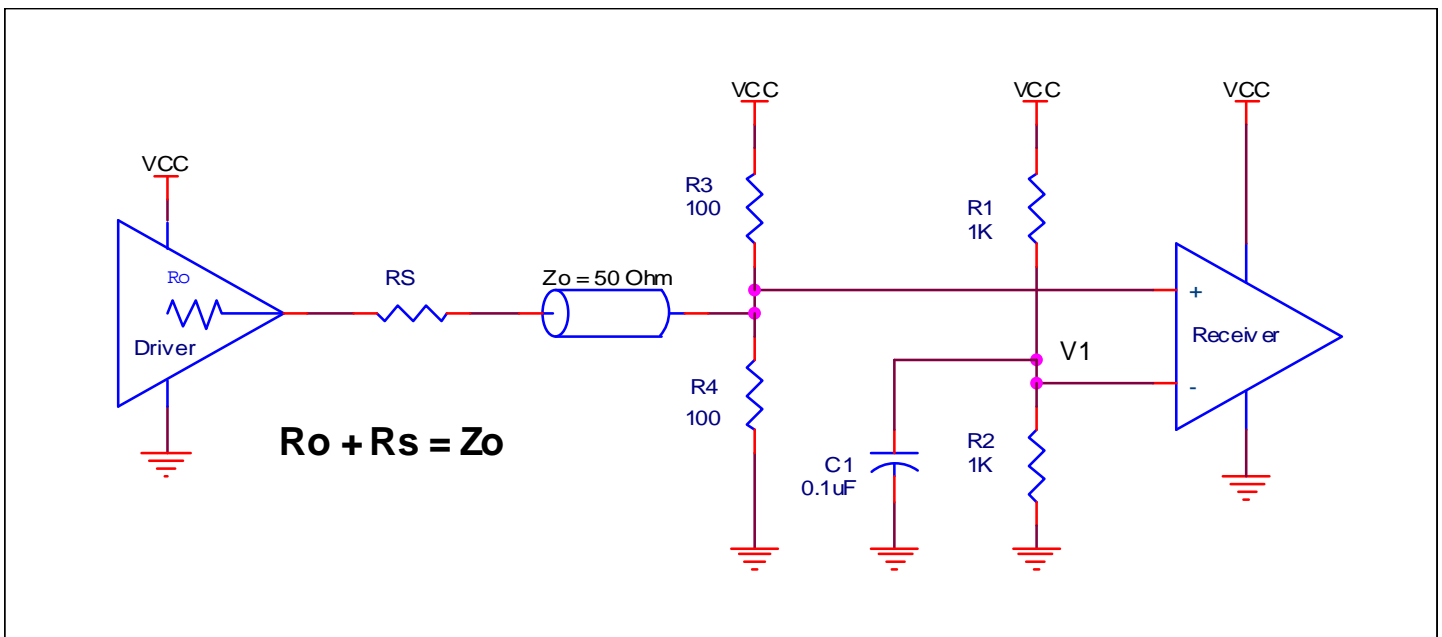 VCC
VCC
VCC
VCC
R3
100
R1
1K
Ro
RS
Zo = 50 Ohm
+
Driver
Receiver
V1
R4
100
-
Ro + Rs = Zo
R2
1K
C1
0.1uF